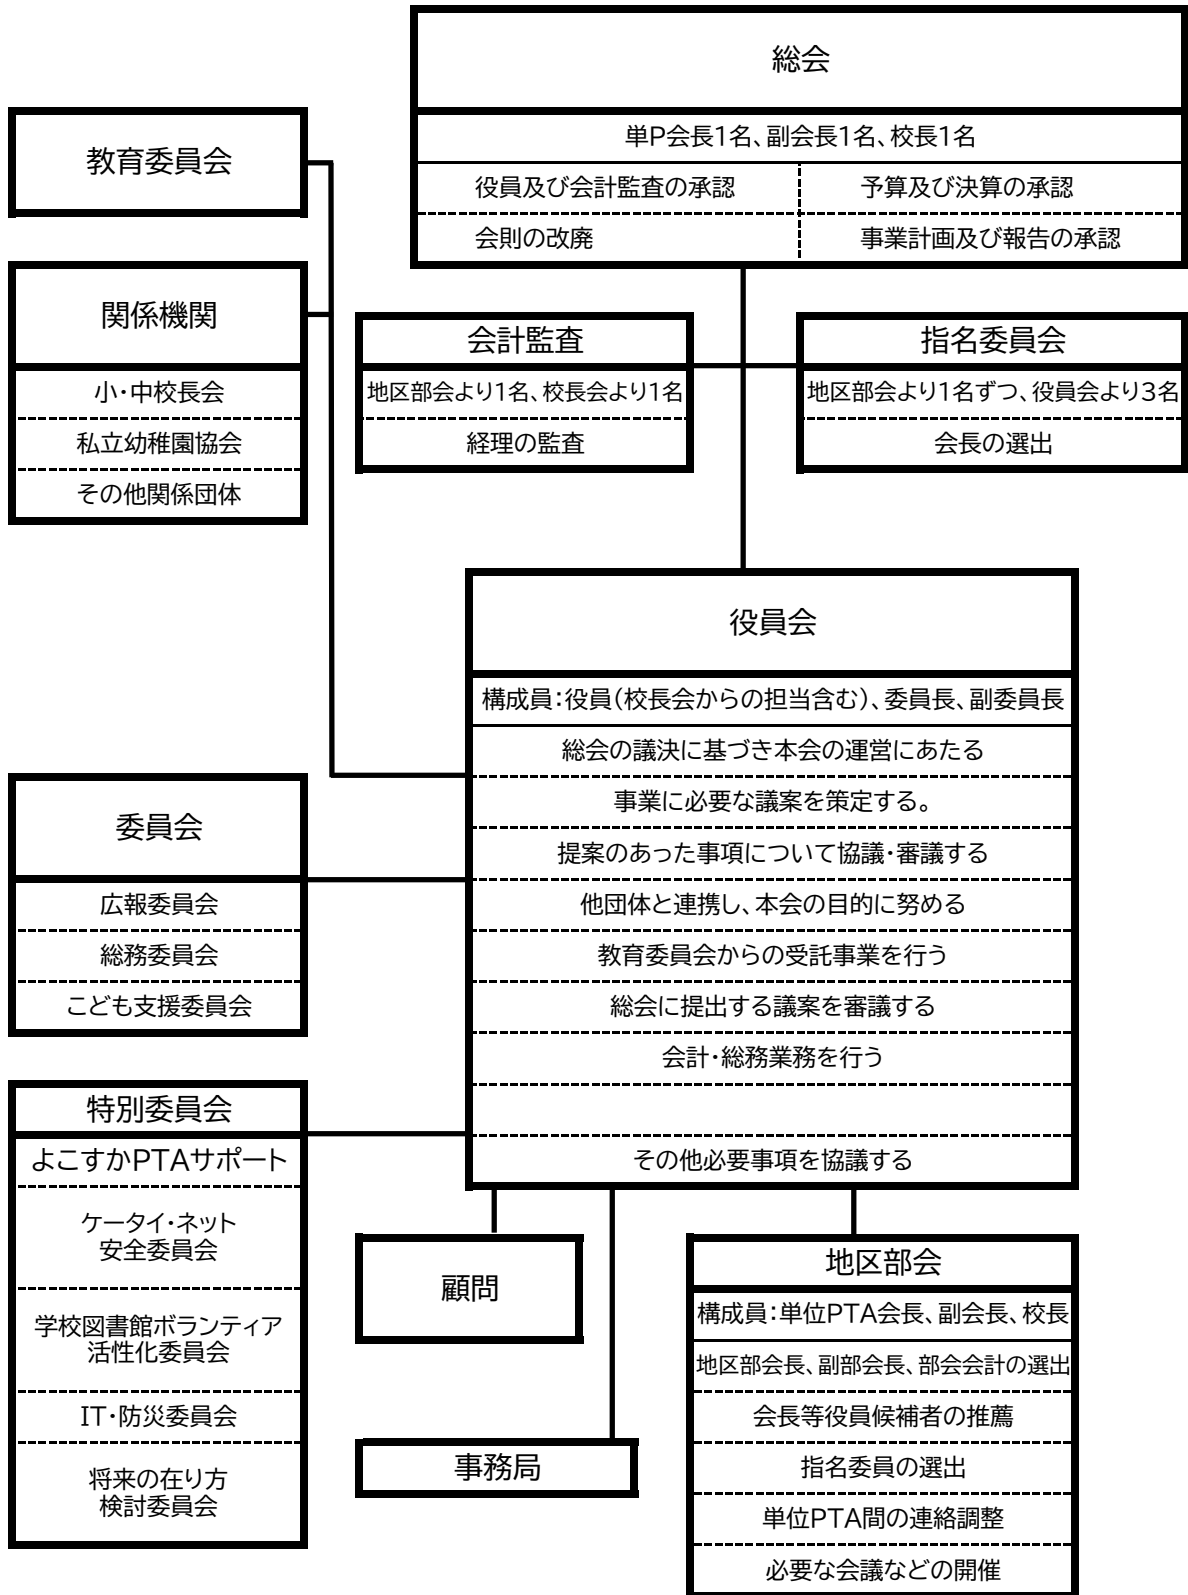 総会
単P会長1名、副会長1名、校長1名
役員及び会計監査の承認
予算及び決算の承認
会則の改廃
事業計画及び報告の承認
教育委員会
関係機関
小・中校長会
私立幼稚園協会
その他関係団体
会計監査
地区部会より1名、校長会より1名
経理の監査
指名委員会
地区部会より1名ずつ、役員会より3名
会長の選出
役員会
構成員：役員（校長会からの担当含む）、委員長、副委員長
総会の議決に基づき本会の運営にあたる
事業に必要な議案を策定する。
提案のあった事項について協議・審議する
他団体と連携し、本会の目的に努める
教育委員会からの受託事業を行う
総会に提出する議案を審議する
会計・総務業務を行う
その他必要事項を協議する
委員会
広報委員会
総務委員会
こども支援委員会
特別委員会
よこすかPTAサポート
ケータイ・ネット
安全委員会
学校図書館ボランティア
活性化委員会
IT・防災委員会
将来の在り方
検討委員会
顧問
事務局
地区部会
構成員：単位PTA会長、副会長、校長
地区部会長、副部会長、部会会計の選出
会長等役員候補者の推薦
指名委員の選出
単位PTA間の連絡調整
必要な会議などの開催